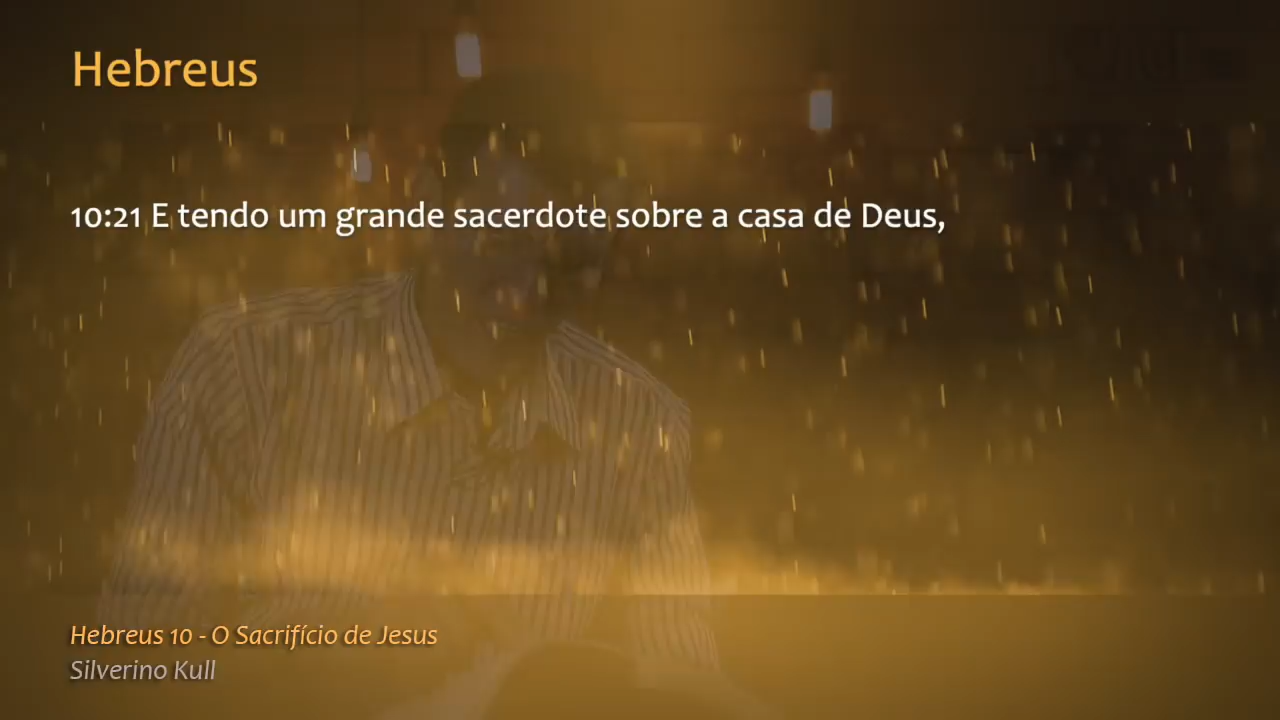 Hebreus
10:21 E tendo um grande sacerdote sobre a casa de Deus,
Hebreus 10 - O Sacrifício de Jesus
Silverino Kull